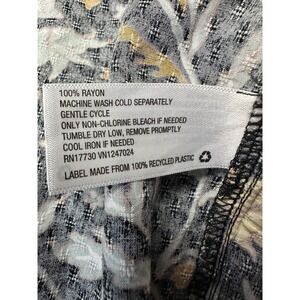 100% RAYON
MACHINE WASH COLD SEPARATELY
GENTLE CYCLE
ONLY NON-CHLORINE BLEACH IF NEEDED
TUMBLE DRY LOW, REMOVE PROMPTLY
COOL IRON IF NEEDED
RN17730 VN1247024
LABEL MADE FROM 100% RECYCLED PLASTIC